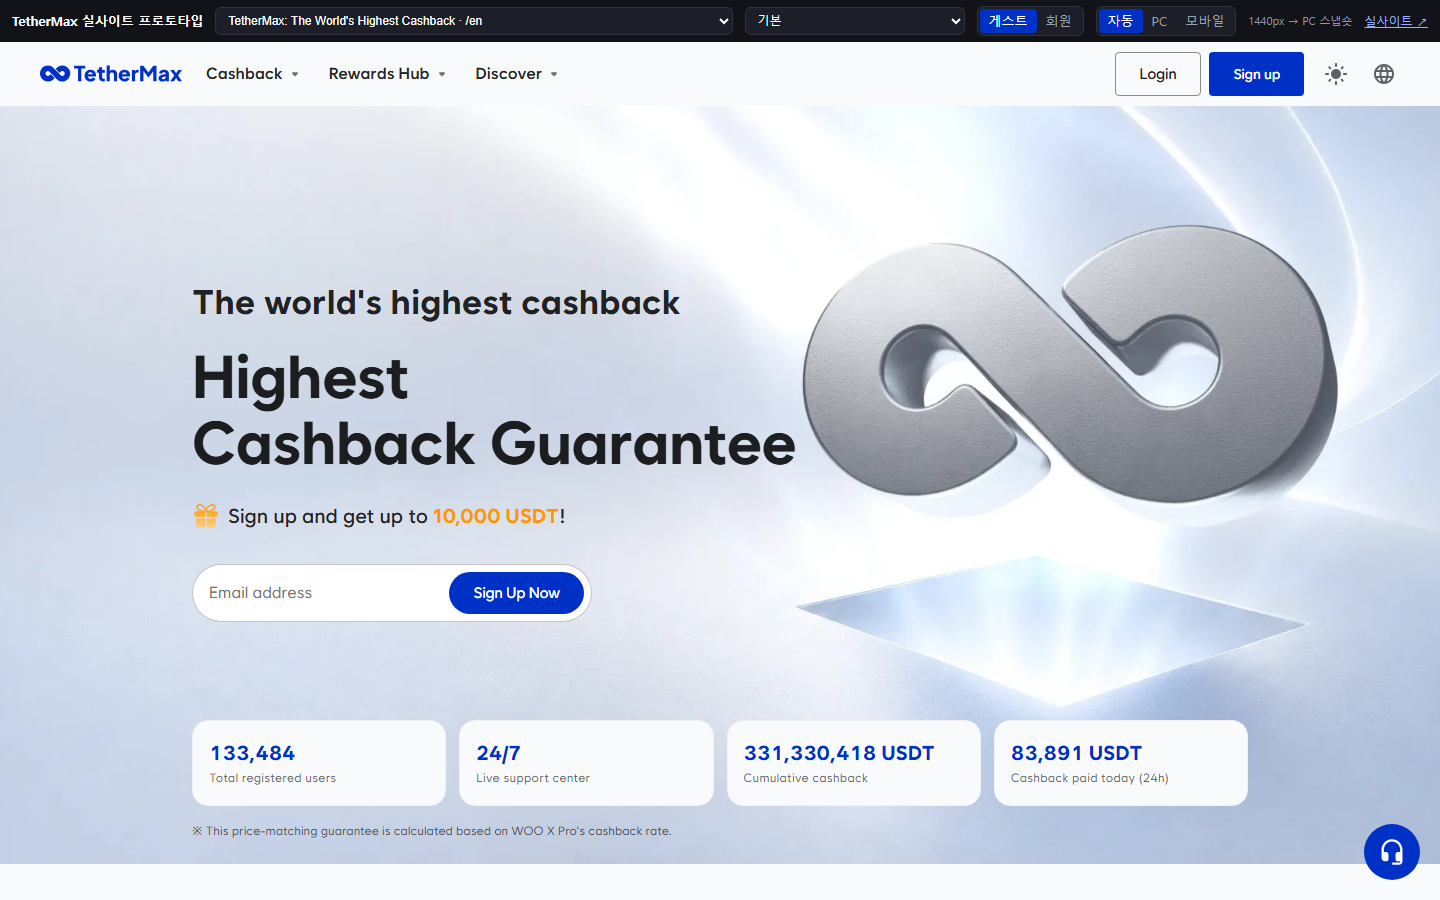 TetherMax 실사이트 프로토타입
TetherMax: The World's Highest Cashback · /en
기본
게스트 회원
자동 PC 모바일
1440px → PC 스냅숏
실사이트 ↗
TetherMax
Cashback
Rewards Hub
Discover
Login
Sign up
The world's highest cashback
Highest
Cashback Guarantee
Sign up and get up to 10,000 USDT!
Email address
Sign Up Now
133,484
Total registered users
24/7
Live support center
331,330,418 USDT
Cumulative cashback
83,891 USDT
Cashback paid today (24h)
※ This price-matching guarantee is calculated based on WOO X Pro's cashback rate.